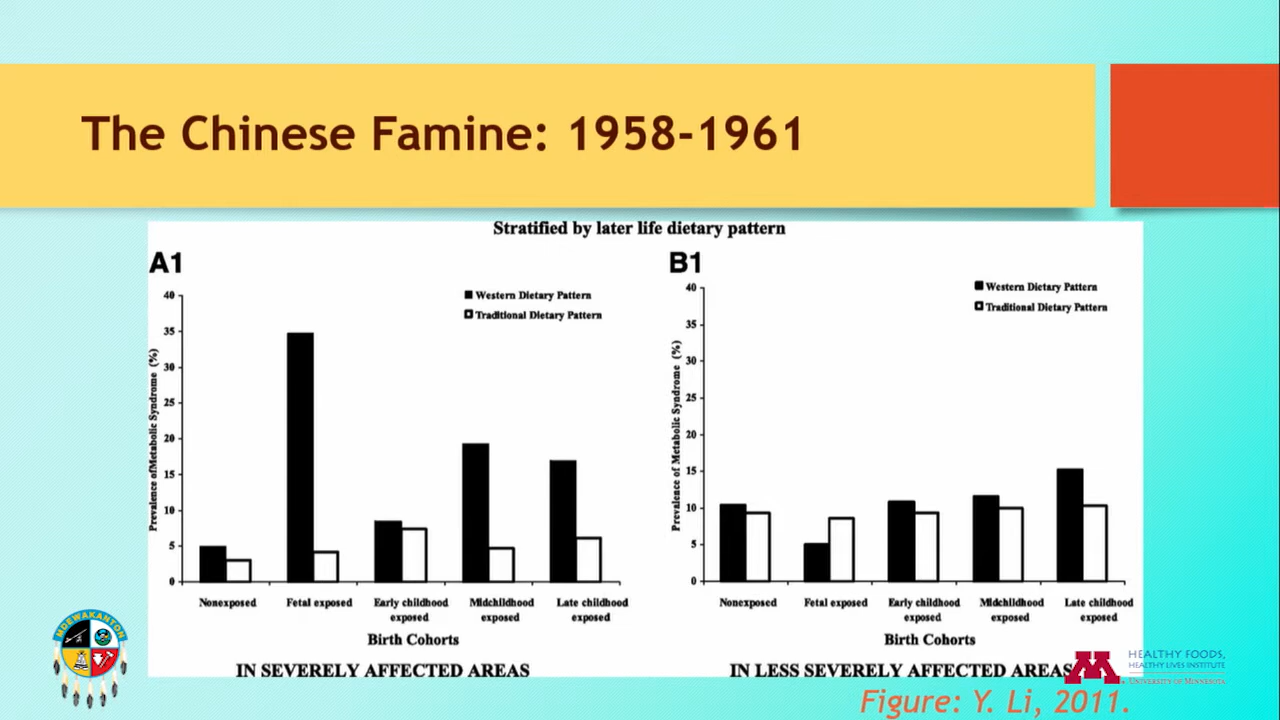 The Chinese Famine: 1958-1961
Stratified by later life dietary pattern
A1
Western Dietary Pattern
Traditional Dietary Pattern
Prevalence ofMetabolic Syndrome (%)
40
35
30
25
20
15
10
5
0
Nonexposed
Fetal exposed
Early childhood
exposed
Midchildhood
exposed
Late childhood
exposed
Birth Cohorts
IN SEVERELY AFFECTED AREAS
B1
Western Dietary Pattern
Traditional Dietary Pattern
Prevalence of Metabolic Syndrome (%)
40
35
30
25
20
15
10
5
0
Nonexposed
Fetal exposed
Early childhood
exposed
Midchildhood
exposed
Late childhood
exposed
Birth Cohorts
IN LESS SEVERELY AFFECTED AREAS
MDEWAKANTON
M
HEALTHY FOODS,
HEALTHY LIVES INSTITUTE
UNIVERSITY OF MINNESOTA
Figure: Y. Li, 2011.